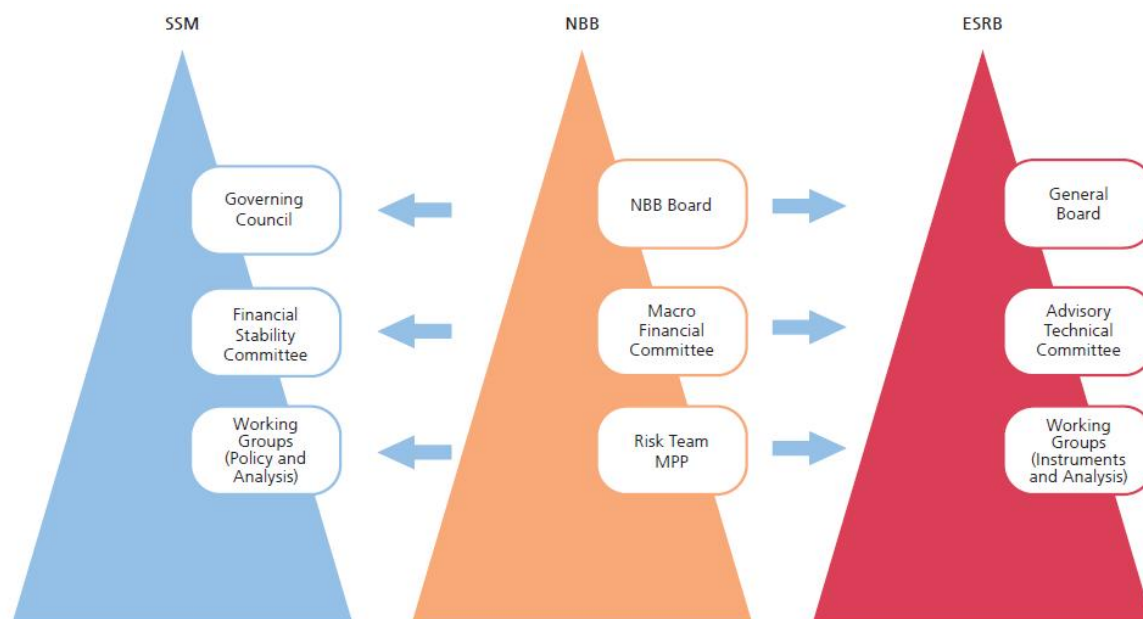 SSM
NBB
ESRB
Governing
Council
NBB Board
General
Board
Financial
Stability
Committee
Macro
Financial
Committee
Advisory
Technical
Committee
Working
Groups
(Policy and
Analysis)
Risk Team
MPP
Working
Groups
(Instruments
and Analysis)